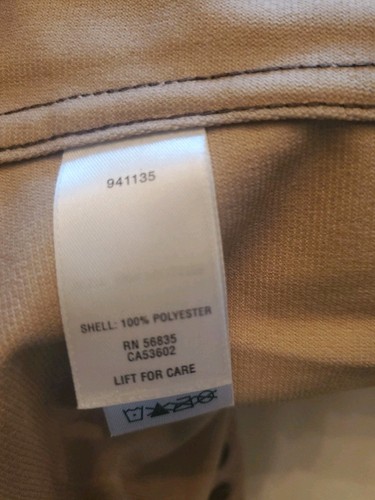 941135
SHELL: 100% POLYESTER
RN 56835
CA53602
LIFT FOR CARE